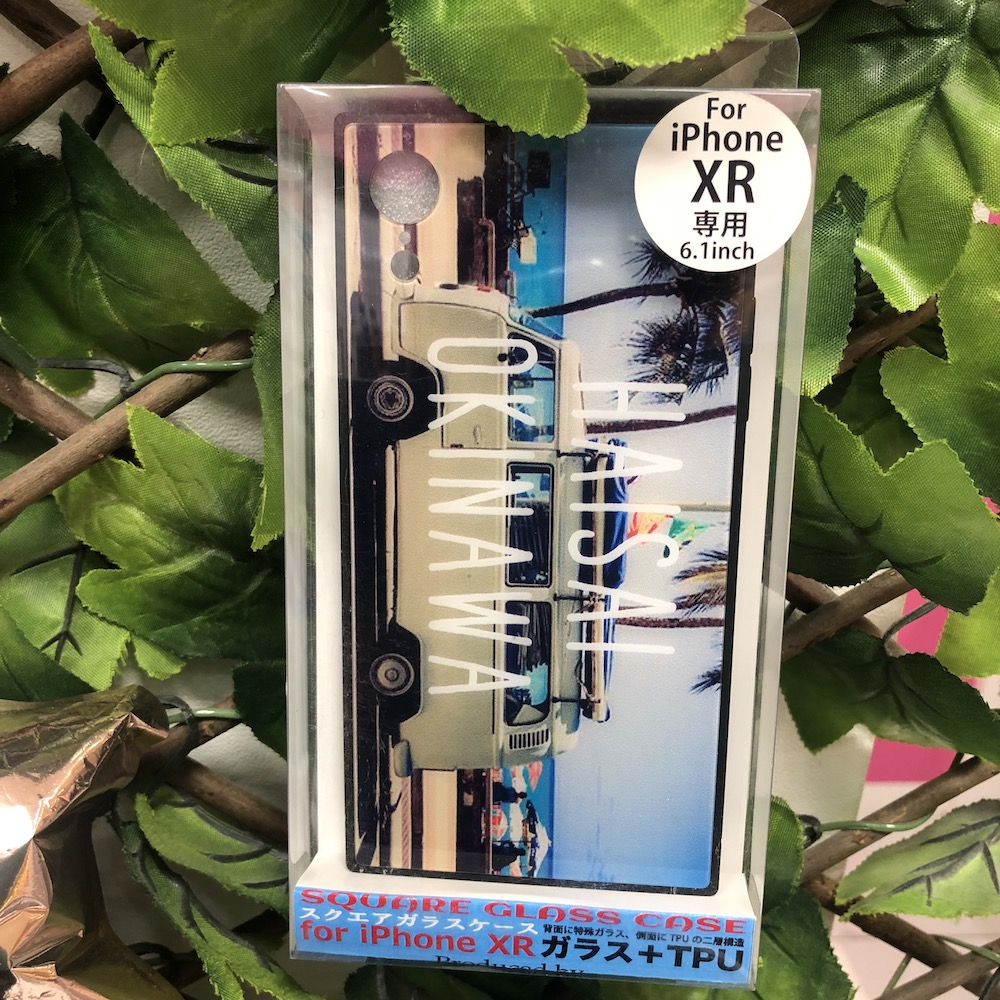 For
iPhone
XR
専用
6.1inch
HAISAI
OKINAWA
SQUARE GLASS CASE
スクエアガラスケース 背面に特殊ガラス、側面にTPUの二層構造
for iPhone XR ガラス+TPU
Produced by